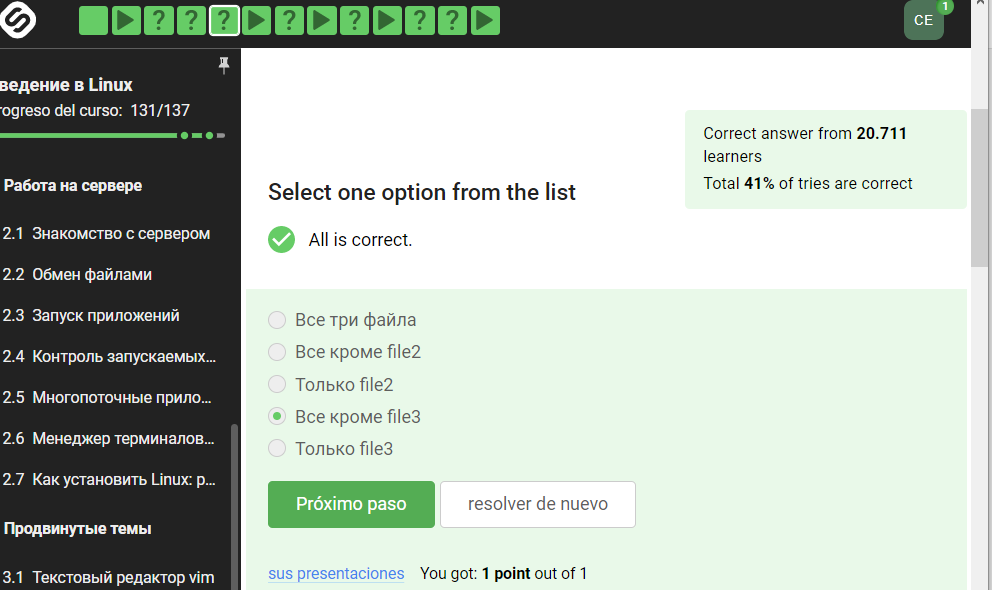 CE
1
ведение в Linux
rogreso del curso: 131/137
Работа на сервере
2.1 Знакомство с сервером
2.2 Обмен файлами
2.3 Запуск приложений
2.4 Контроль запускаемых...
2.5 Многопоточные прило...
2.6 Менеджер терминалов...
2.7 Как установить Linux: р...
Продвинутые темы
3.1 Текстовый редактор vim
Correct answer from 20.711
learners
Total 41% of tries are correct
Select one option from the list
All is correct.
Все три файла
Все кроме file2
Только file2
Все кроме file3
Только file3
Próximo paso
resolver de nuevo
sus presentaciones You got: 1 point out of 1